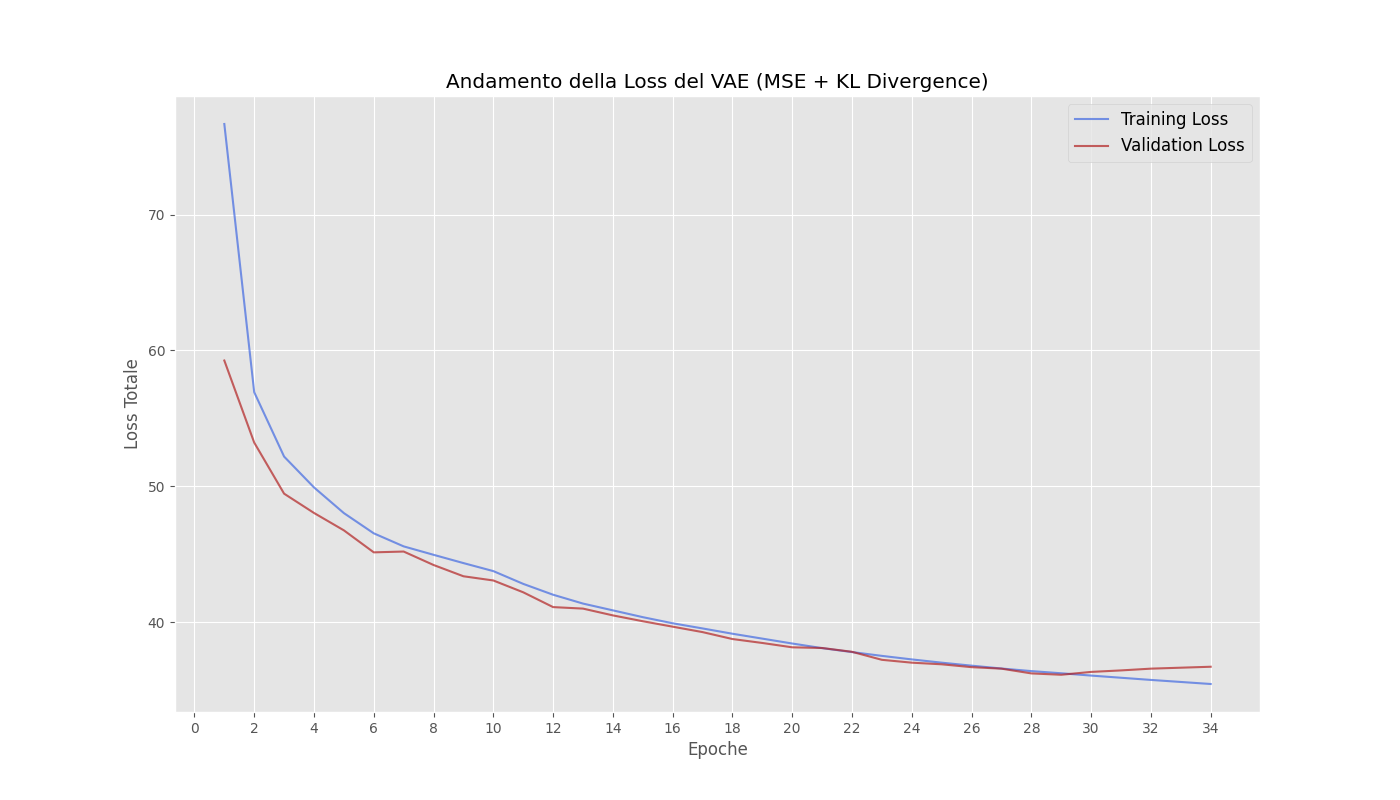 Andamento della Loss del VAE (MSE + KL Divergence)
Training Loss
Validation Loss
70
60
50
40
Loss Totale
0 2 4 6 8 10 12 14 16 18 20 22 24 26 28 30 32 34
Epoche